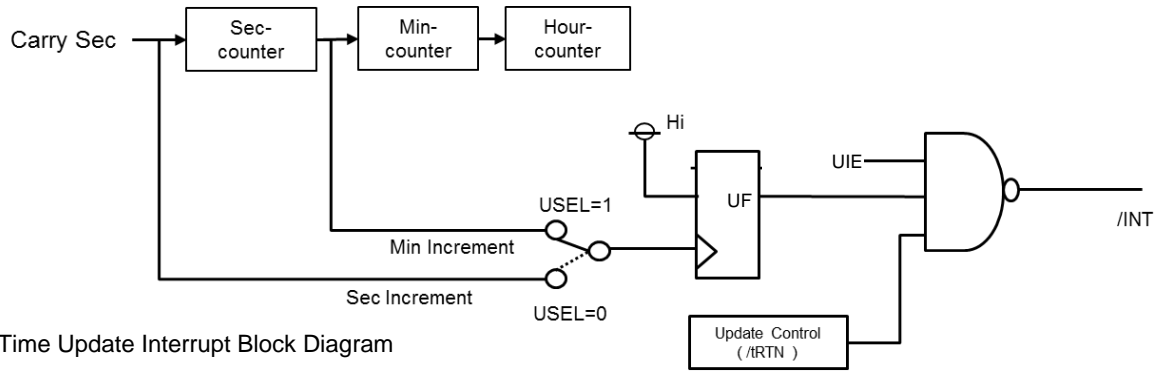 Carry Sec
Sec-
counter
Min-
counter
Hour-
counter
Hi
UIE
UF
USEL=1
/INT
Min Increment
Sec Increment
USEL=0
Update Control
( /tRTN )
Time Update Interrupt Block Diagram